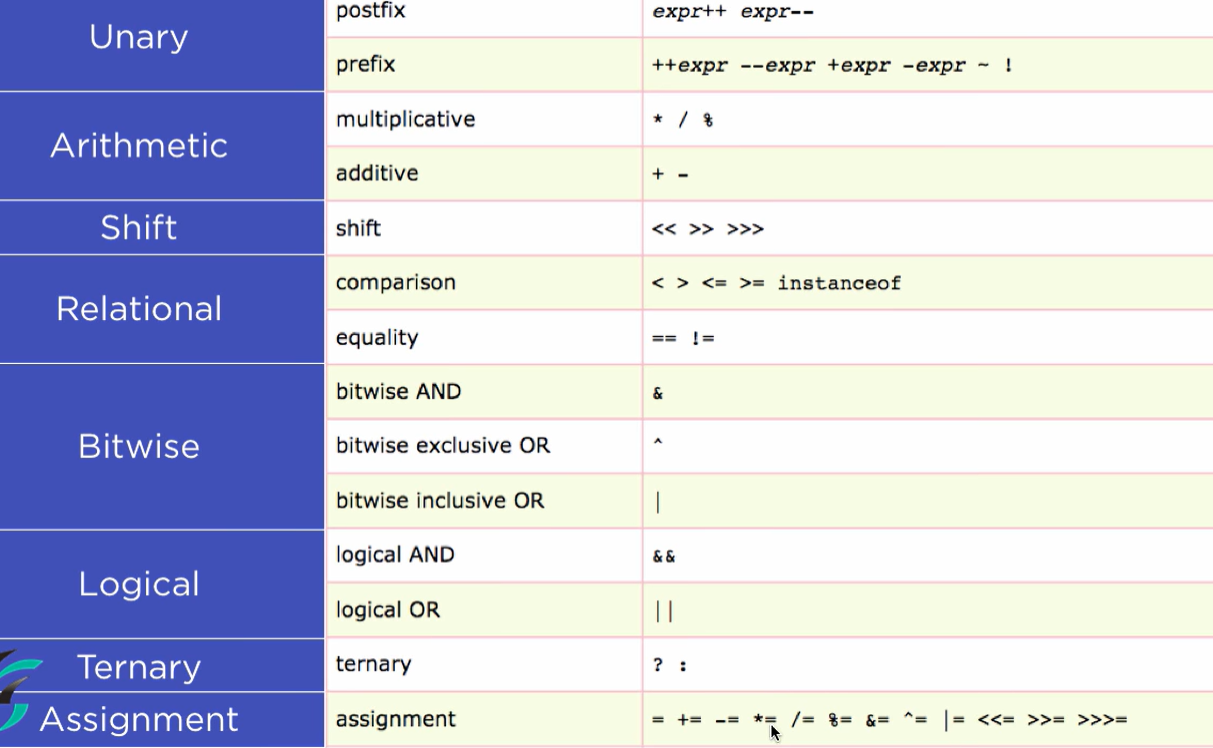 Unary
postfix expr++ expr--
prefix ++expr --expr +expr -expr ~ !
Arithmetic
multiplicative * / %
additive + -
Shift
shift << >> >>>
Relational
comparison < > <= >= instanceof
equality == !=
Bitwise
bitwise AND &
bitwise exclusive OR ^
bitwise inclusive OR |
Logical
logical AND &&
logical OR ||
Ternary
ternary ? :
Assignment
assignment = += -= *= /= %= &= ^= |= <<= >>= >>>=